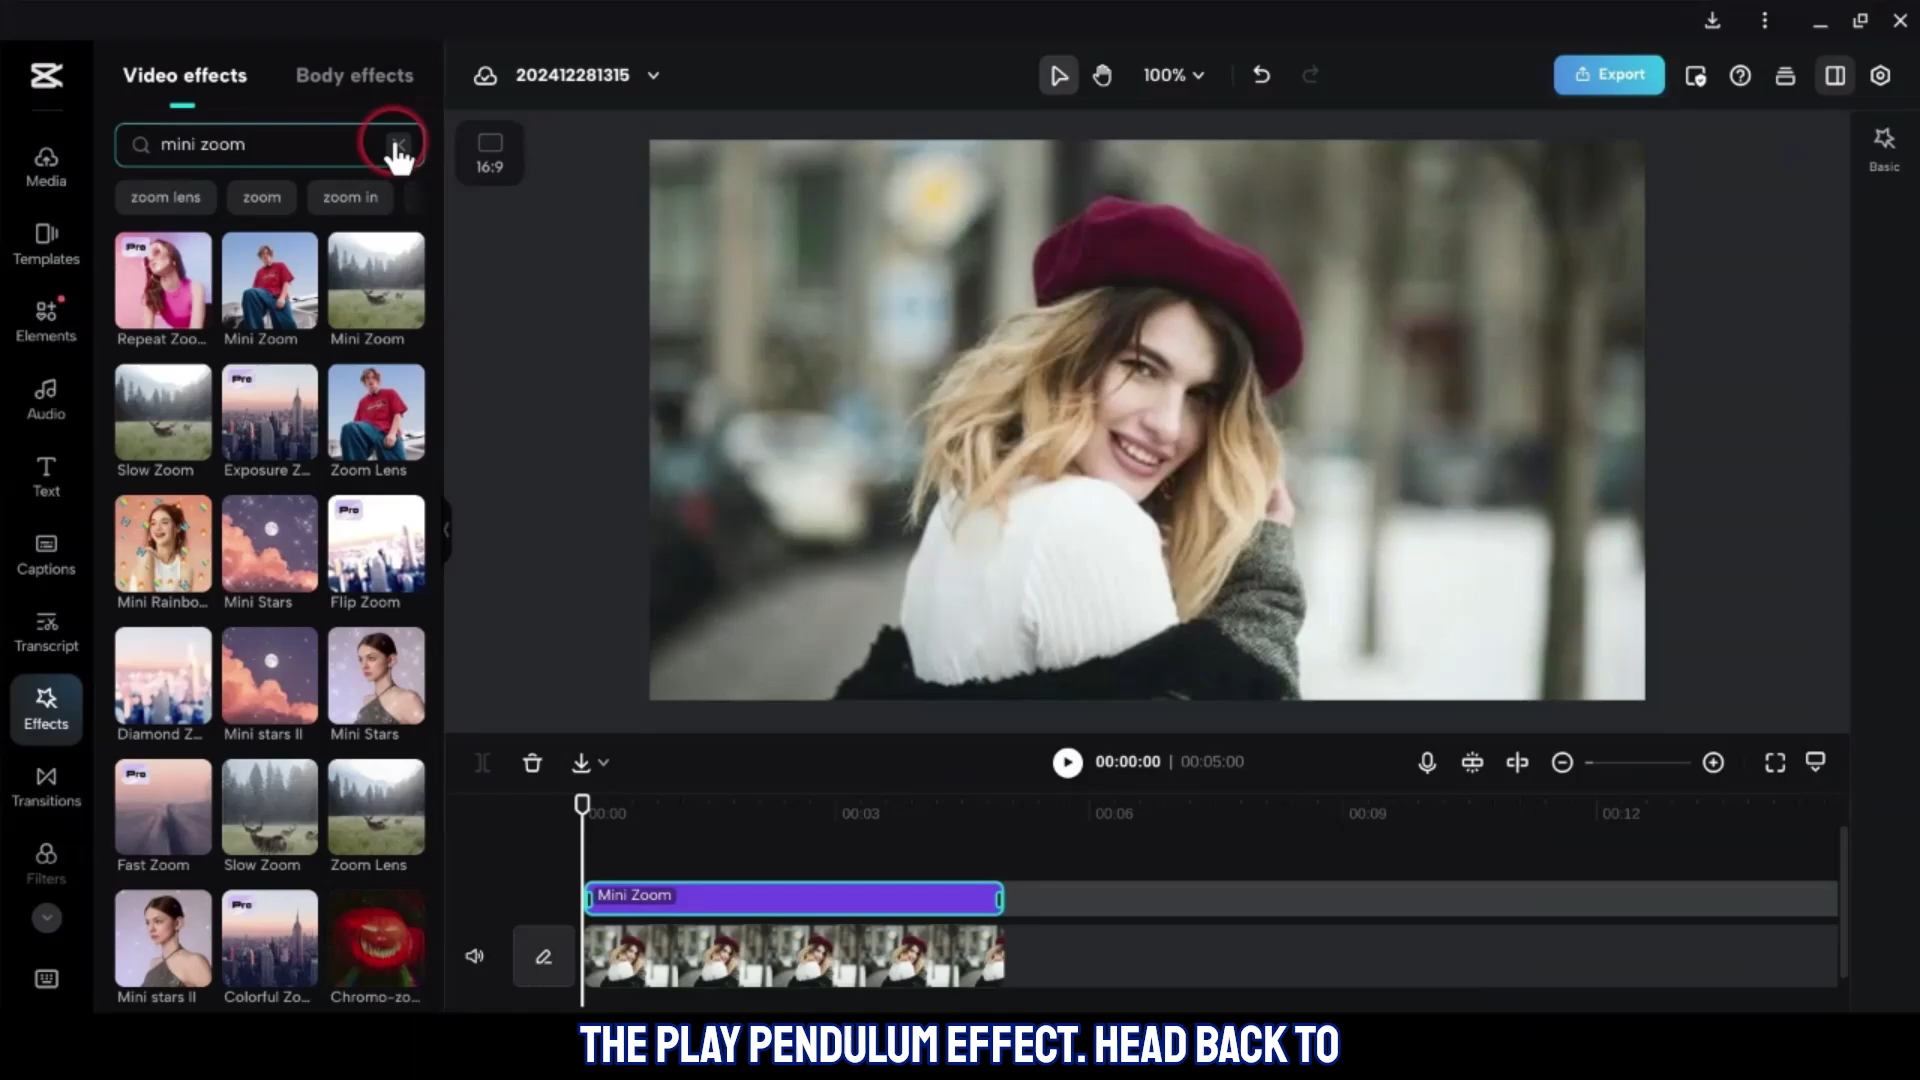 Video effects
Body effects
202412281315
100%
Export
mini zoom
16:9
Basic
zoom lens
zoom
zoom in
Media
Templates
Elements
Audio
Text
Captions
Transcript
Effects
Transitions
Filters
Pro
Repeat Zoo...
Mini Zoom
Mini Zoom
Pro
Slow Zoom
Exposure Z...
Zoom Lens
Pro
Mini Rainbo...
Mini Stars
Flip Zoom
Diamond Z...
Mini stars II
Mini Stars
Pro
Fast Zoom
Slow Zoom
Zoom Lens
Pro
Mini stars II
Colorful Zo...
Chromo-zo...
00:00:00 | 00:05:00
00:00
00:03
00:06
00:09
00:12
Mini Zoom
THE PLAY PENDULUM EFFECT. HEAD BACK TO